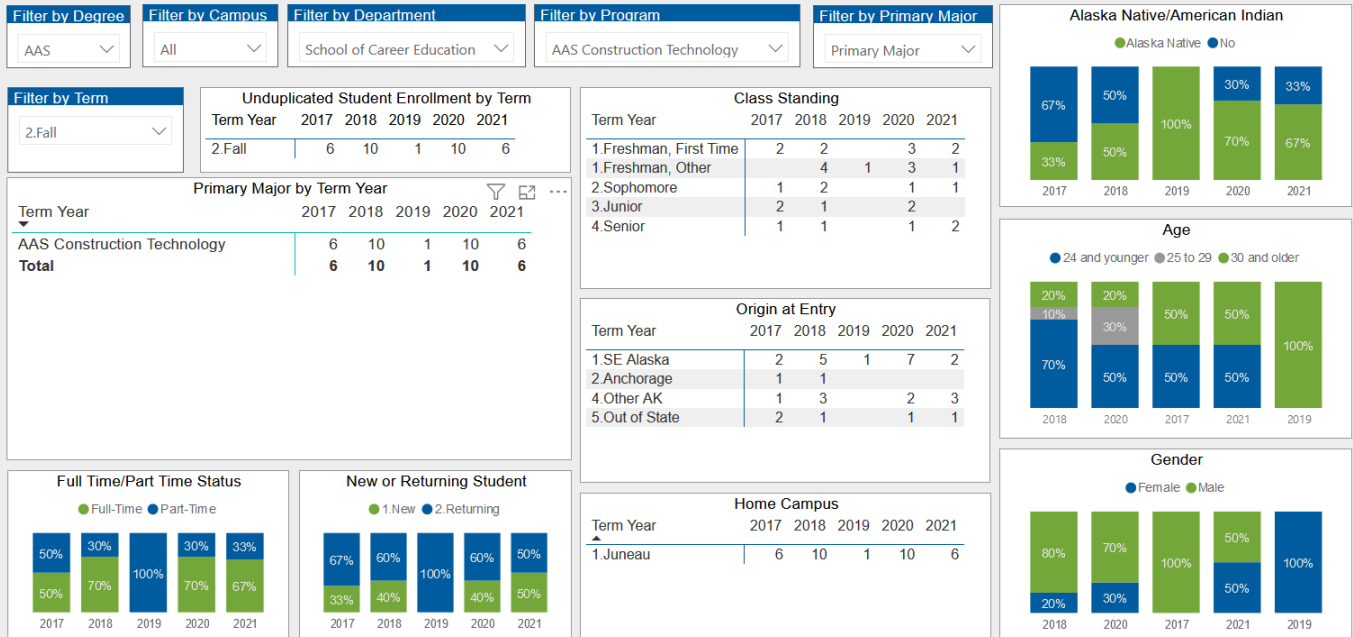 Filter by Degree
AAS
Filter by Campus
All
Filter by Department
School of Career Education
Filter by Program
AAS Construction Technology
Filter by Primary Major
Primary Major
Filter by Term
2.Fall
Unduplicated Student Enrollment by Term
Term Year 2017 2018 2019 2020 2021
2.Fall 6 10 1 10 6
Primary Major by Term Year
Term Year 2017 2018 2019 2020 2021
AAS Construction Technology 6 10 1 10 6
Total 6 10 1 10 6
Class Standing
Term Year 2017 2018 2019 2020 2021
1.Freshman, First Time 2 2 3 2
1.Freshman, Other 4 1 3 1
2.Sophomore 1 2 1 1
3.Junior 2 1 2
4.Senior 1 1 1 2
Origin at Entry
Term Year 2017 2018 2019 2020 2021
1.SE Alaska 2 5 1 7 2
2.Anchorage 1 1
4.Other AK 1 3 2 3
5.Out of State 2 1 1 1
Home Campus
Term Year 2017 2018 2019 2020 2021
1.Juneau 6 10 1 10 6
Full Time/Part Time Status
Full-Time Part-Time
50% 30% 100% 30% 33%
50% 70% 70% 67%
2017 2018 2019 2020 2021
New or Returning Student
1.New 2.Returning
67% 60% 100% 60% 50%
33% 40% 40% 50%
2017 2018 2019 2020 2021
Alaska Native/American Indian
Alaska Native No
67% 50% 100% 30% 33%
33% 50% 70% 67%
2017 2018 2019 2020 2021
Age
24 and younger 25 to 29 30 and older
20% 20% 50% 50% 100%
10% 30%
70% 50% 50% 50%
2018 2020 2017 2021 2019
Gender
Female Male
80% 70% 100% 50% 100%
20% 30% 50%
2018 2020 2017 2021 2019